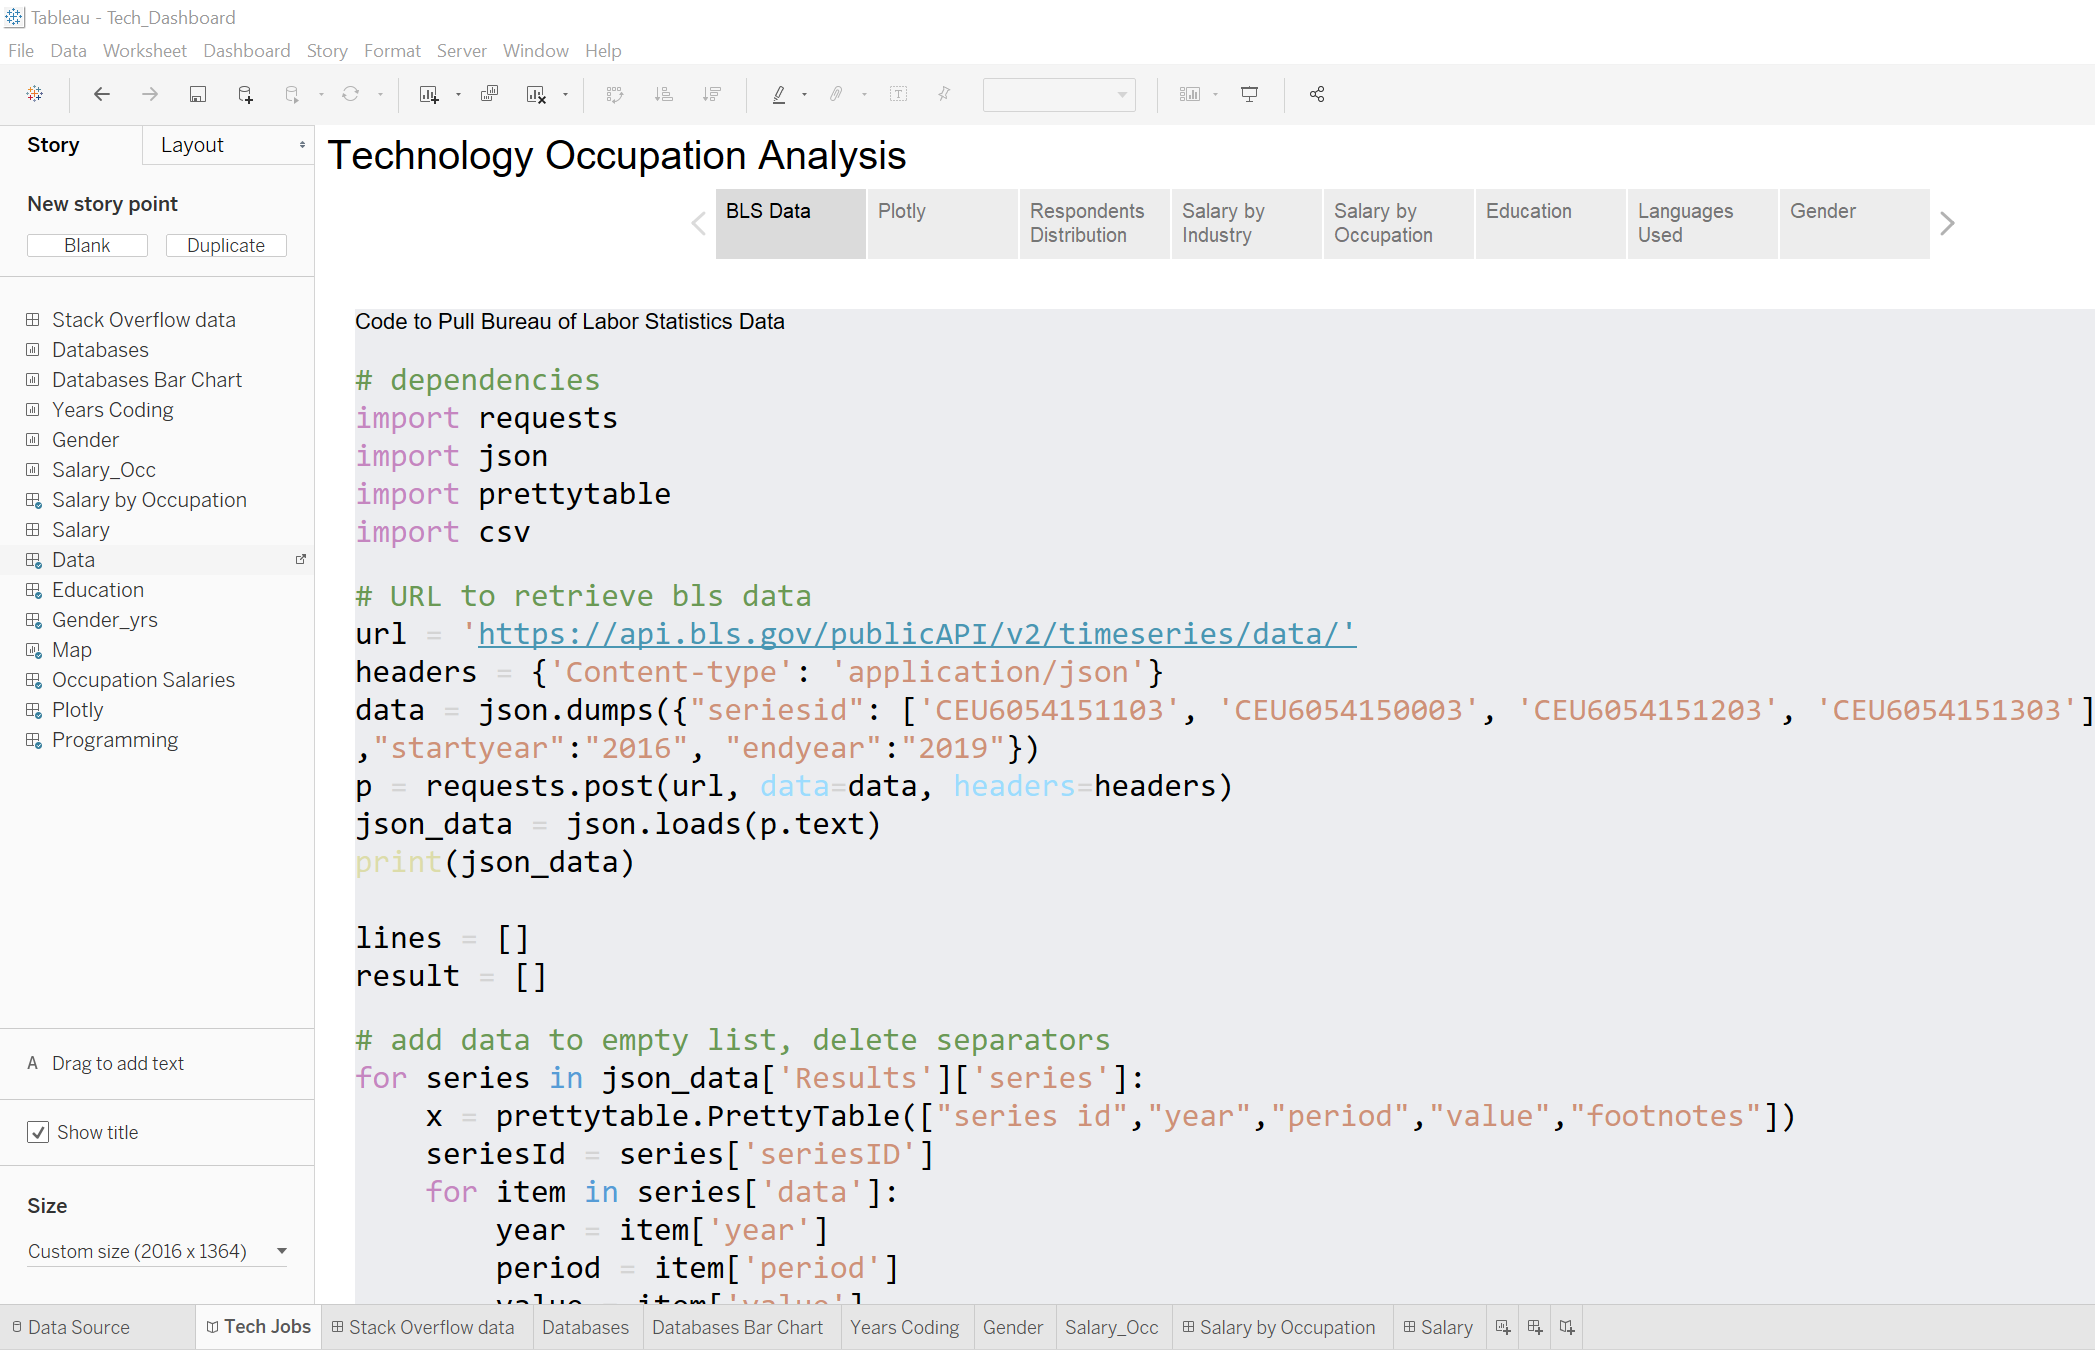 Tableau - Tech_Dashboard
File Data Worksheet Dashboard Story Format Server Window Help
Story Layout
New story point
Blank Duplicate
Stack Overflow data
Databases
Databases Bar Chart
Years Coding
Gender
Salary_Occ
Salary by Occupation
Salary
Data
Education
Gender_yrs
Map
Occupation Salaries
Plotly
Programming
A Drag to add text
Show title
Size
Custom size (2016 x 1364)
Technology Occupation Analysis
BLS Data
Plotly
Respondents
Distribution
Salary by
Industry
Salary by
Occupation
Education
Languages
Used
Gender
Code to Pull Bureau of Labor Statistics Data
# dependencies
import requests
import json
import prettytable
import csv
# URL to retrieve bls data
url = 'https://api.bls.gov/publicAPI/v2/timeseries/data/'
headers = {'Content-type': 'application/json'}
data = json.dumps({"seriesid": ['CEU6054151103', 'CEU6054150003', 'CEU6054151203', 'CEU6054151303']
,"startyear":"2016", "endyear":"2019"})
p = requests.post(url, data=data, headers=headers)
json_data = json.loads(p.text)
print(json_data)
lines = []
result = []
# add data to empty list, delete separators
for series in json_data['Results']['series']:
    x = prettytable.PrettyTable(["series id","year","period","value","footnotes"])
    seriesId = series['seriesID']
    for item in series['data']:
        year = item['year']
        period = item['period']
        value = item['value']
Data Source Tech Jobs Stack Overflow data Databases Databases Bar Chart Years Coding Gender Salary_Occ Salary by Occupation Salary